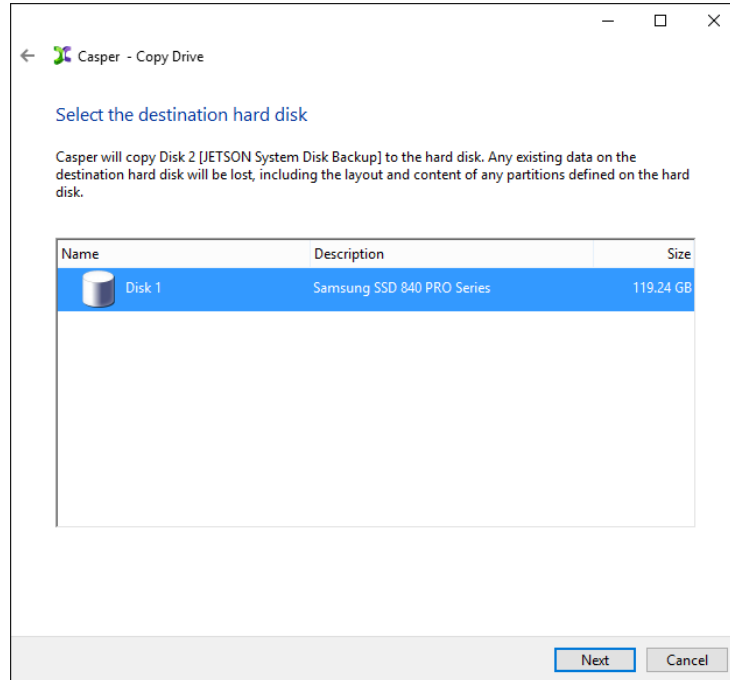 Casper - Copy Drive
Select the destination hard disk
Casper will copy Disk 2 [JETSON System Disk Backup] to the hard disk. Any existing data on the
destination hard disk will be lost, including the layout and content of any partitions defined on the hard
disk.
Name Description Size
Disk 1 Samsung SSD 840 PRO Series 119.24 GB
Next Cancel